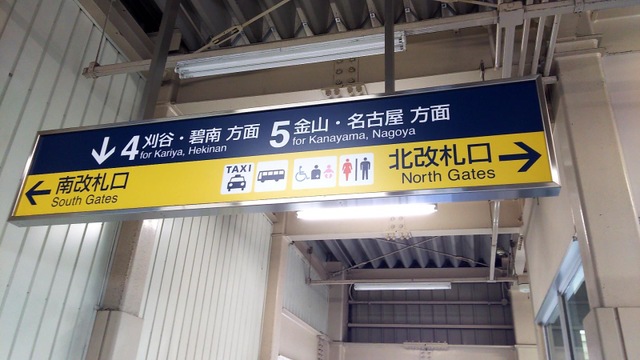 4 刈谷・碧南 方面
for Kariya, Hekinan
5 金山・名古屋 方面
for Kanayama, Nagoya
南改札口
South Gates
TAXI
北改札口
North Gates